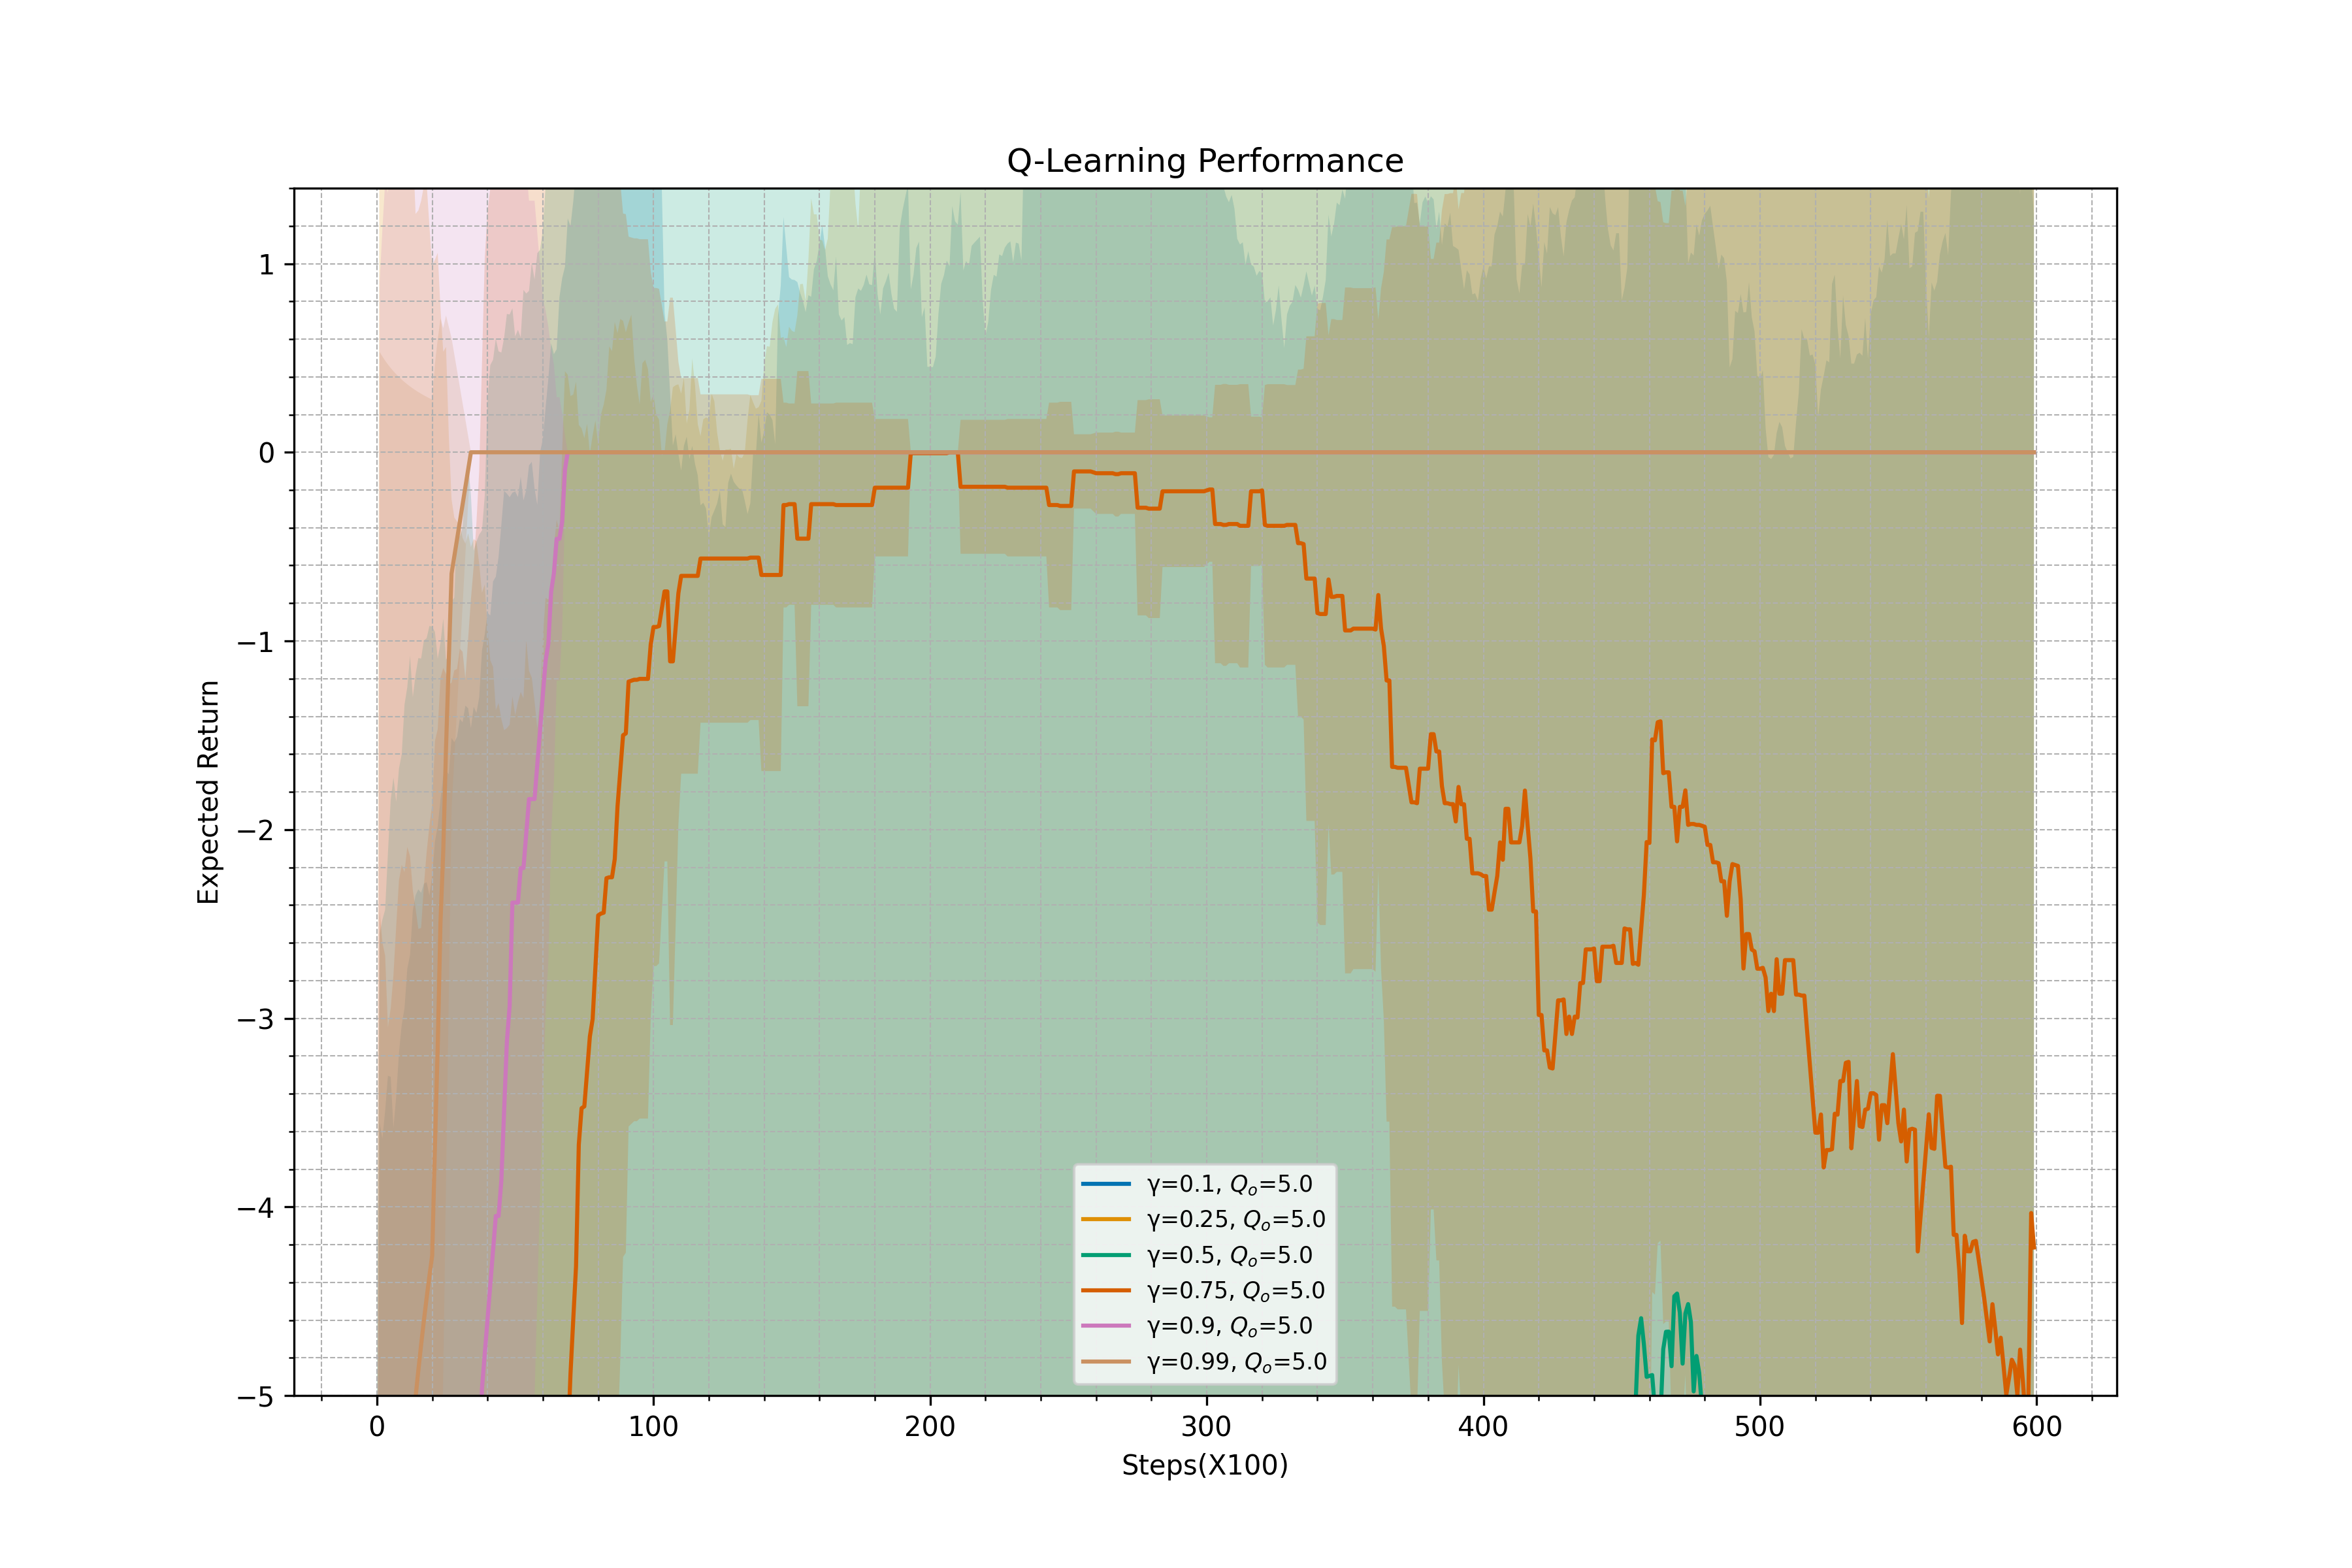 Q-Learning Performance
Expected Return
1
0
−1
−2
−3
−4
−5
γ=0.1, Qₒ=5.0
γ=0.25, Qₒ=5.0
γ=0.5, Qₒ=5.0
γ=0.75, Qₒ=5.0
γ=0.9, Qₒ=5.0
γ=0.99, Qₒ=5.0
0 100 200 300 400 500 600
Steps(X100)